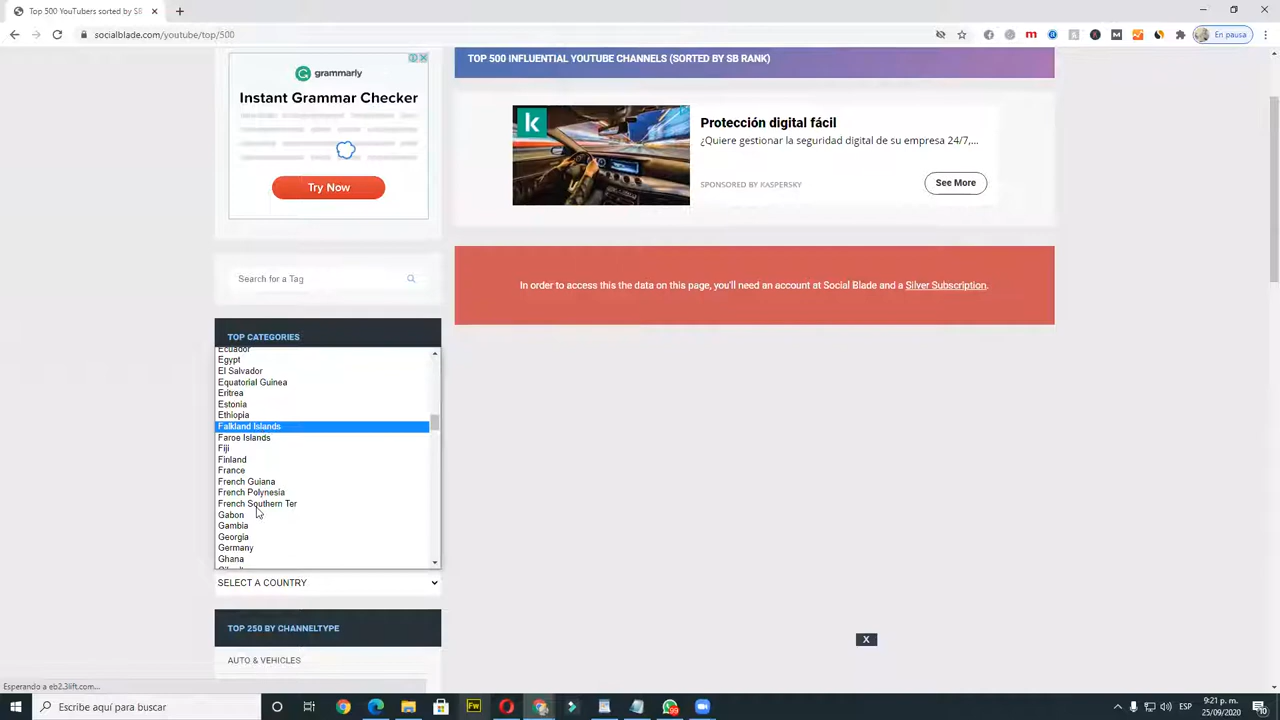 Top 500 YouTubers sorted by SB
socialblade.com/youtube/top/500
En pausa
grammarly
Instant Grammar Checker
Try Now
TOP 500 INFLUENTIAL YOUTUBE CHANNELS (SORTED BY SB RANK)
k
Protección digital fácil
¿Quiere gestionar la seguridad digital de su empresa 24/7,...
SPONSORED BY KASPERSKY
See More
Search for a Tag
In order to access this the data on this page, you'll need an account at Social Blade and a Silver Subscription.
TOP CATEGORIES
Ecuador
Egypt
El Salvador
Equatorial Guinea
Eritrea
Estonia
Ethiopia
Falkland Islands
Faroe Islands
Fiji
Finland
France
French Guiana
French Polynesia
French Southern Ter
Gabon
Gambia
Georgia
Germany
Ghana
SELECT A COUNTRY
TOP 250 BY CHANNELTYPE
X
AUTO & VEHICLES
Esperando a eb2.3lift.com...
Escribe aquí para buscar
Fw
99
ESP
9:21 p. m.
25/09/2020
10